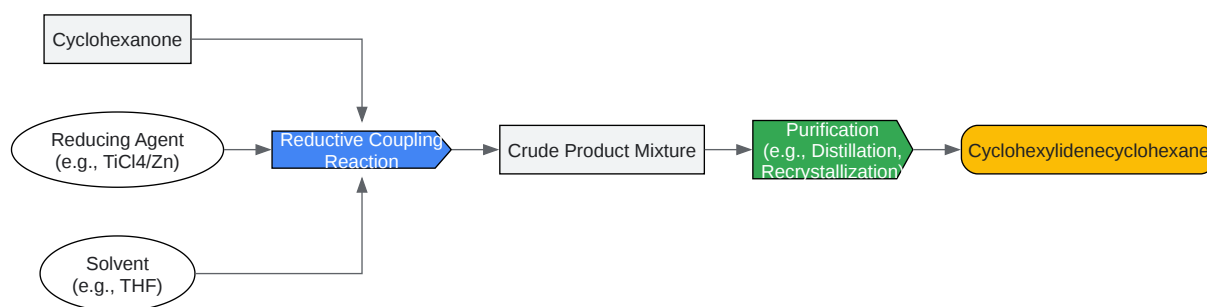 Cyclohexanone
Reducing Agent
(e.g., TiCl4/Zn)
Solvent
(e.g., THF)
Reductive Coupling
Reaction
Crude Product Mixture
Purification
(e.g., Distillation,
Recrystallization)
Cyclohexylidenecyclohexane